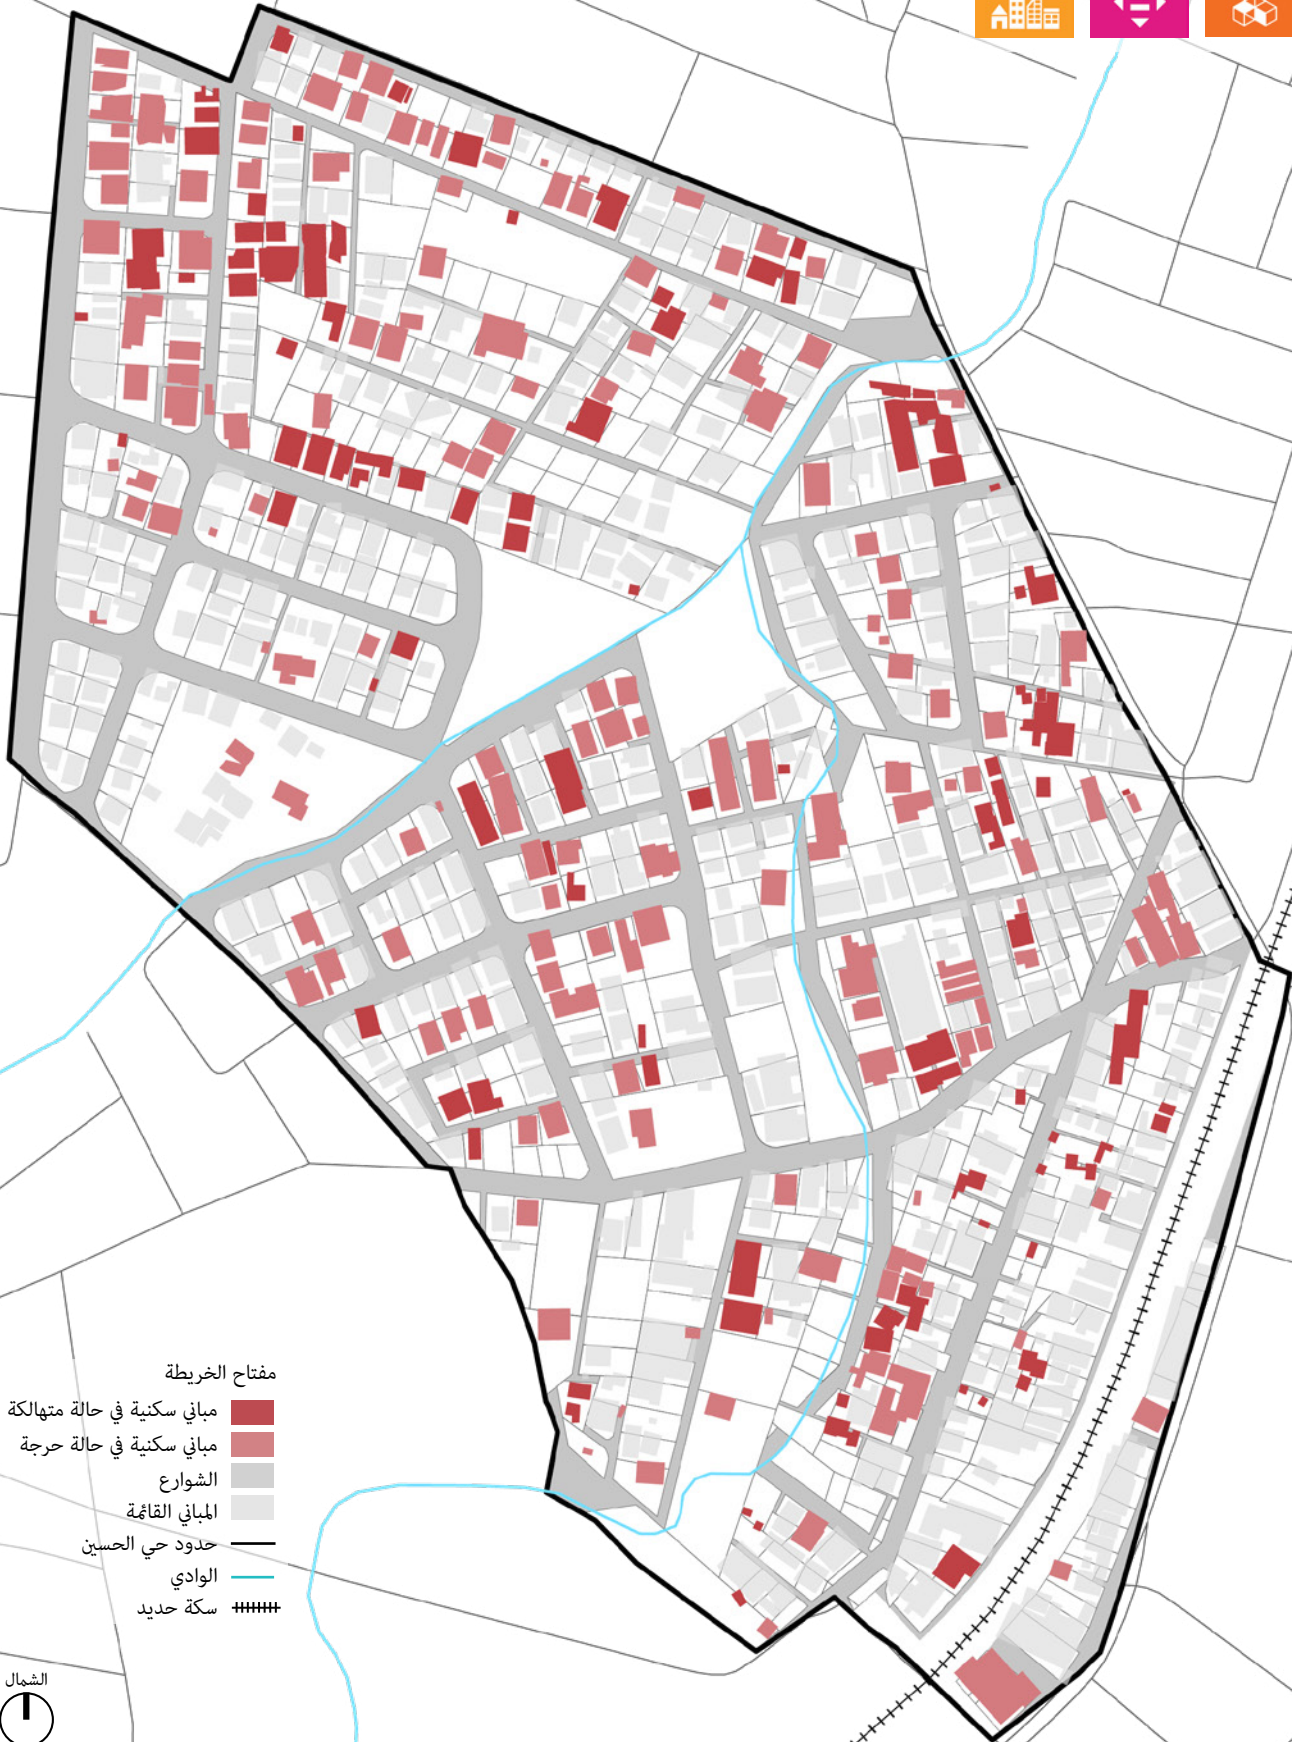 مفتاح الخريطة
مباني سكنية في حالة متهالكة
مباني سكنية في حالة حرجة
الشوارع
المباني القائمة
حدود حي الحسين
الوادي
سكة حديد
الشمال